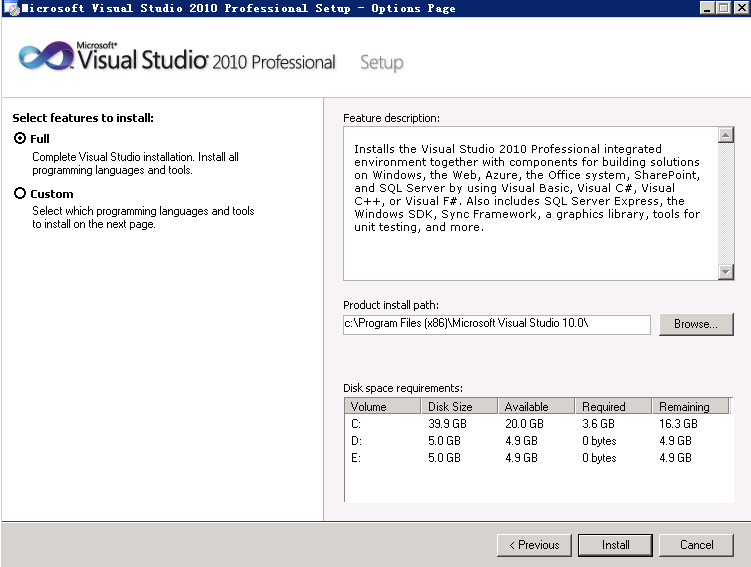 Microsoft Visual Studio 2010 Professional Setup - Options Page
Microsoft®
Visual Studio® 2010 Professional Setup
Select features to install:
Full
Complete Visual Studio installation. Install all
programming languages and tools.
Custom
Select which programming languages and tools
to install on the next page.
Feature description:
Installs the Visual Studio 2010 Professional integrated
environment together with components for building solutions
on Windows, the Web, Azure, the Office system, SharePoint,
and SQL Server by using Visual Basic, Visual C#, Visual
C++, or Visual F#. Also includes SQL Server Express, the
Windows SDK, Sync Framework, a graphics library, tools for
unit testing, and more.
Product install path:
c:\Program Files (x86)\Microsoft Visual Studio 10.0\
Browse...
Disk space requirements:
Volume Disk Size Available Required Remaining
C: 39.9 GB 20.0 GB 3.6 GB 16.3 GB
D: 5.0 GB 4.9 GB 0 bytes 4.9 GB
E: 5.0 GB 4.9 GB 0 bytes 4.9 GB
< Previous Install Cancel